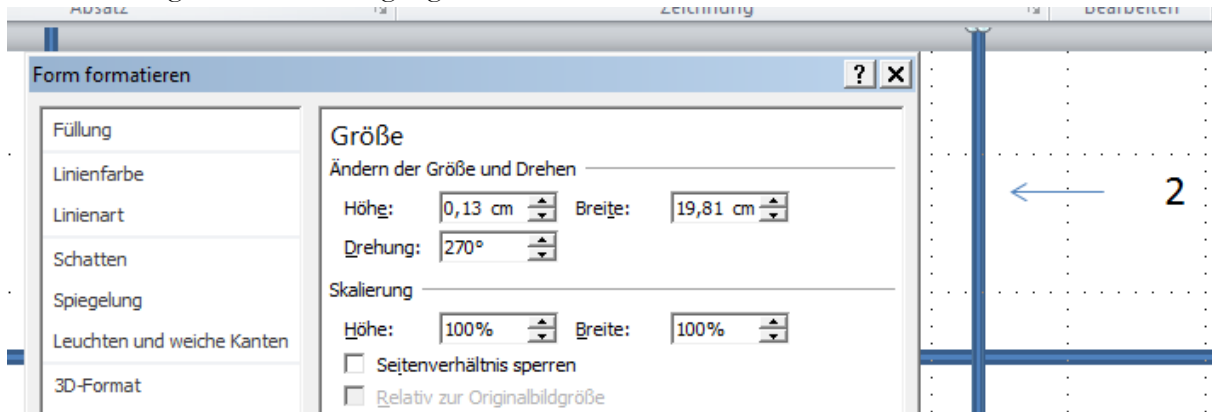 Absatz Zeichnung Bearbeiten
Form formatieren
Füllung
Linienfarbe
Linienart
Schatten
Spiegelung
Leuchten und weiche Kanten
3D-Format
Größe
Ändern der Größe und Drehen
Höhe: 0,13 cm Breite: 19,81 cm
Drehung: 270°
Skalierung
Höhe: 100% Breite: 100%
Seitenverhältnis sperren
Relativ zur Originalbildgröße
2